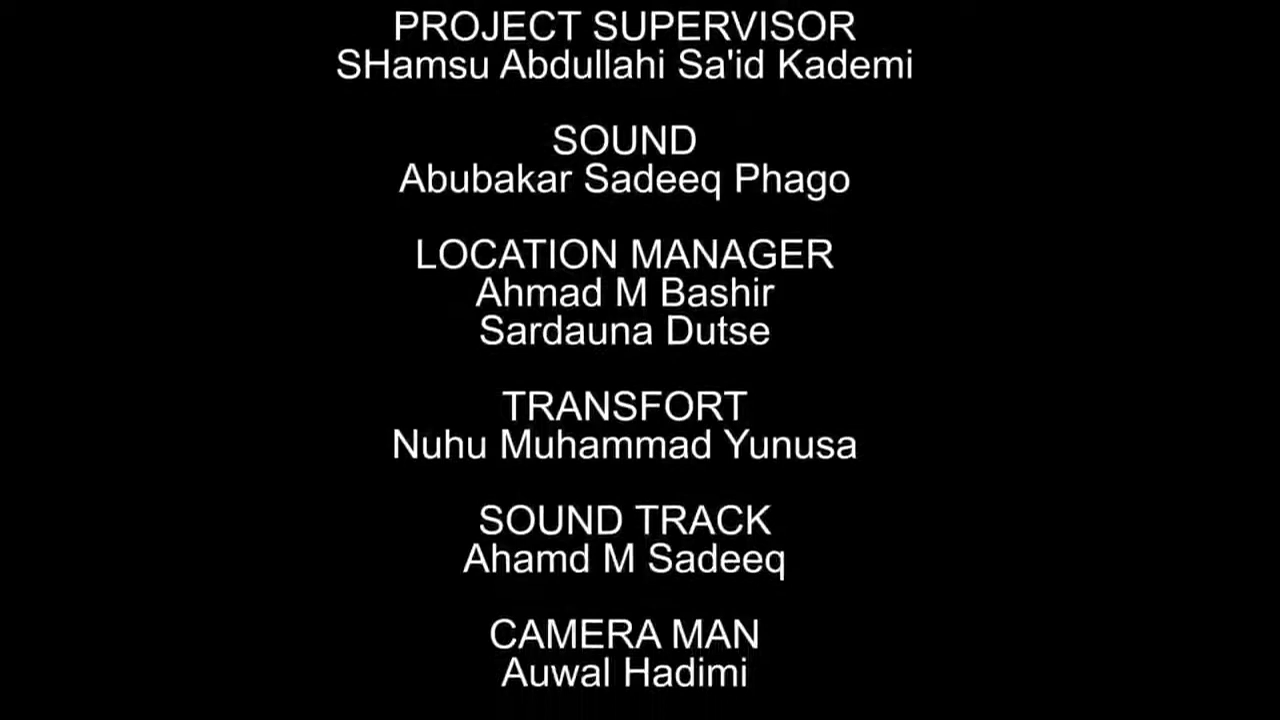 PROJECT SUPERVISOR
SHamsu Abdullahi Sa'id Kademi
SOUND
Abubakar Sadeeq Phago
LOCATION MANAGER
Ahmad M Bashir
Sardauna Dutse
TRANSFORT
Nuhu Muhammad Yunusa
SOUND TRACK
Ahamd M Sadeeq
CAMERA MAN
Auwal Hadimi